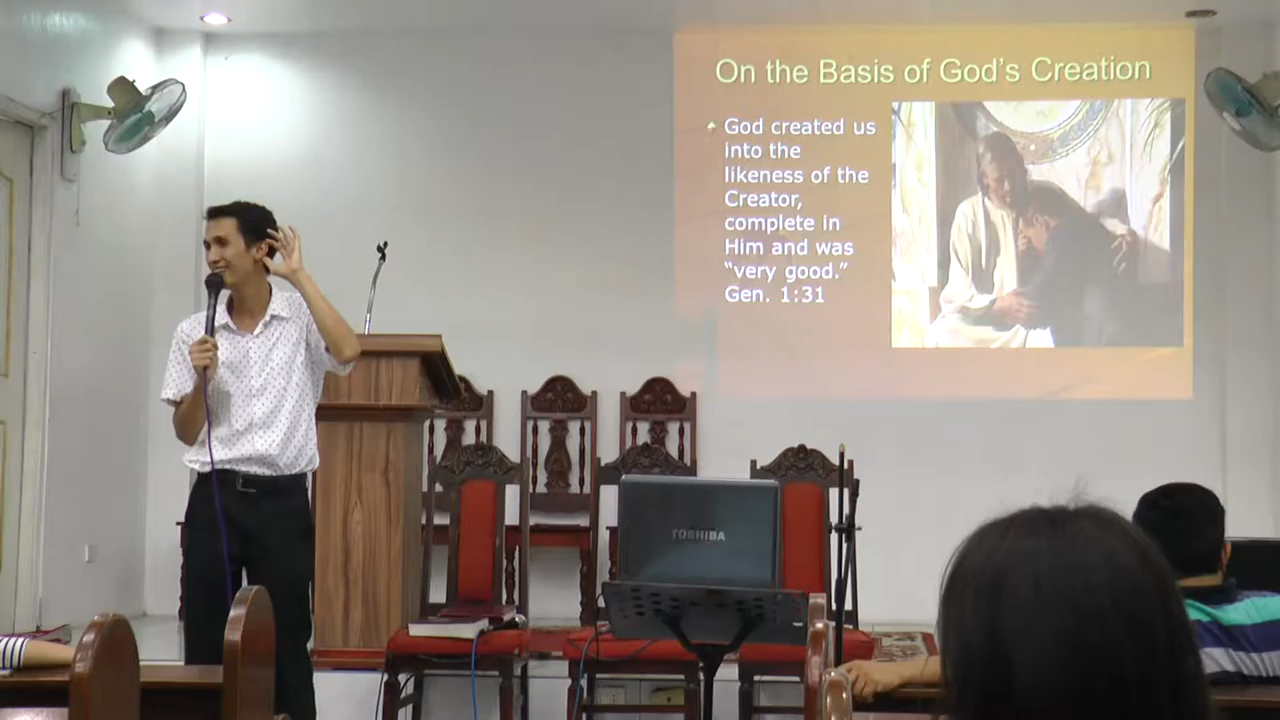 On the Basis of God's Creation
God created us
into the
likeness of the
Creator,
complete in
Him and was
"very good."
Gen. 1:31
TOSHIBA